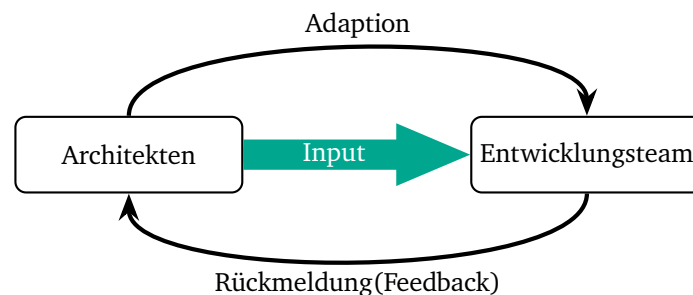 Adaption
Architekten
Input
Entwicklungsteam
Rückmeldung(Feedback)